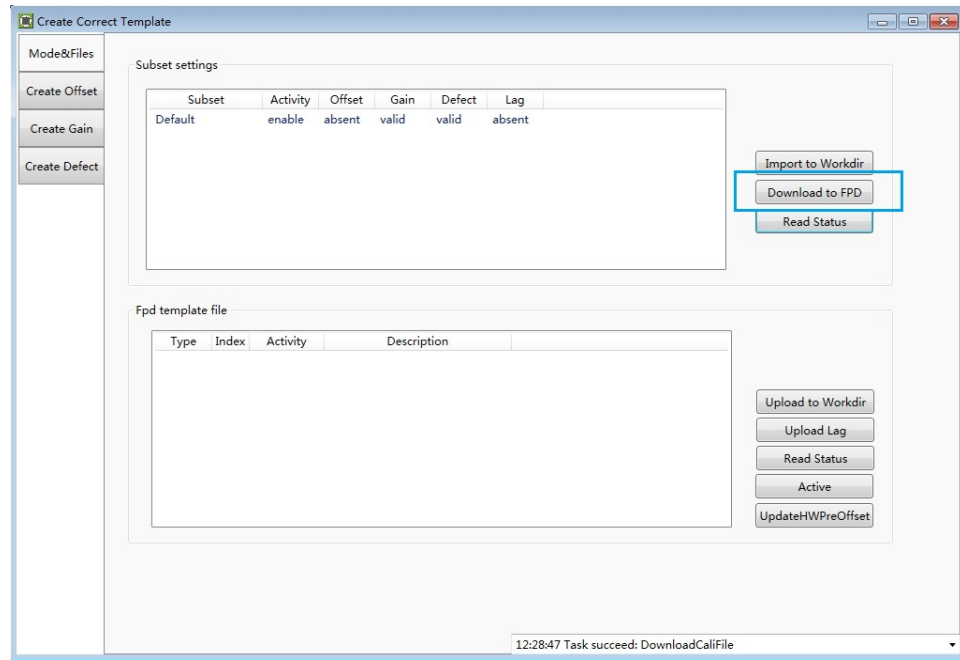 Create Correct Template
Mode&Files
Create Offset
Create Gain
Create Defect
Subset settings
Subset Activity Offset Gain Defect Lag
Default enable absent valid valid absent
Import to Workdir
Download to FPD
Read Status
Fpd template file
Type Index Activity Description
Upload to Workdir
Upload Lag
Read Status
Active
UpdateHWPreOffset
12:28:47 Task succeed: DownloadCaliFile